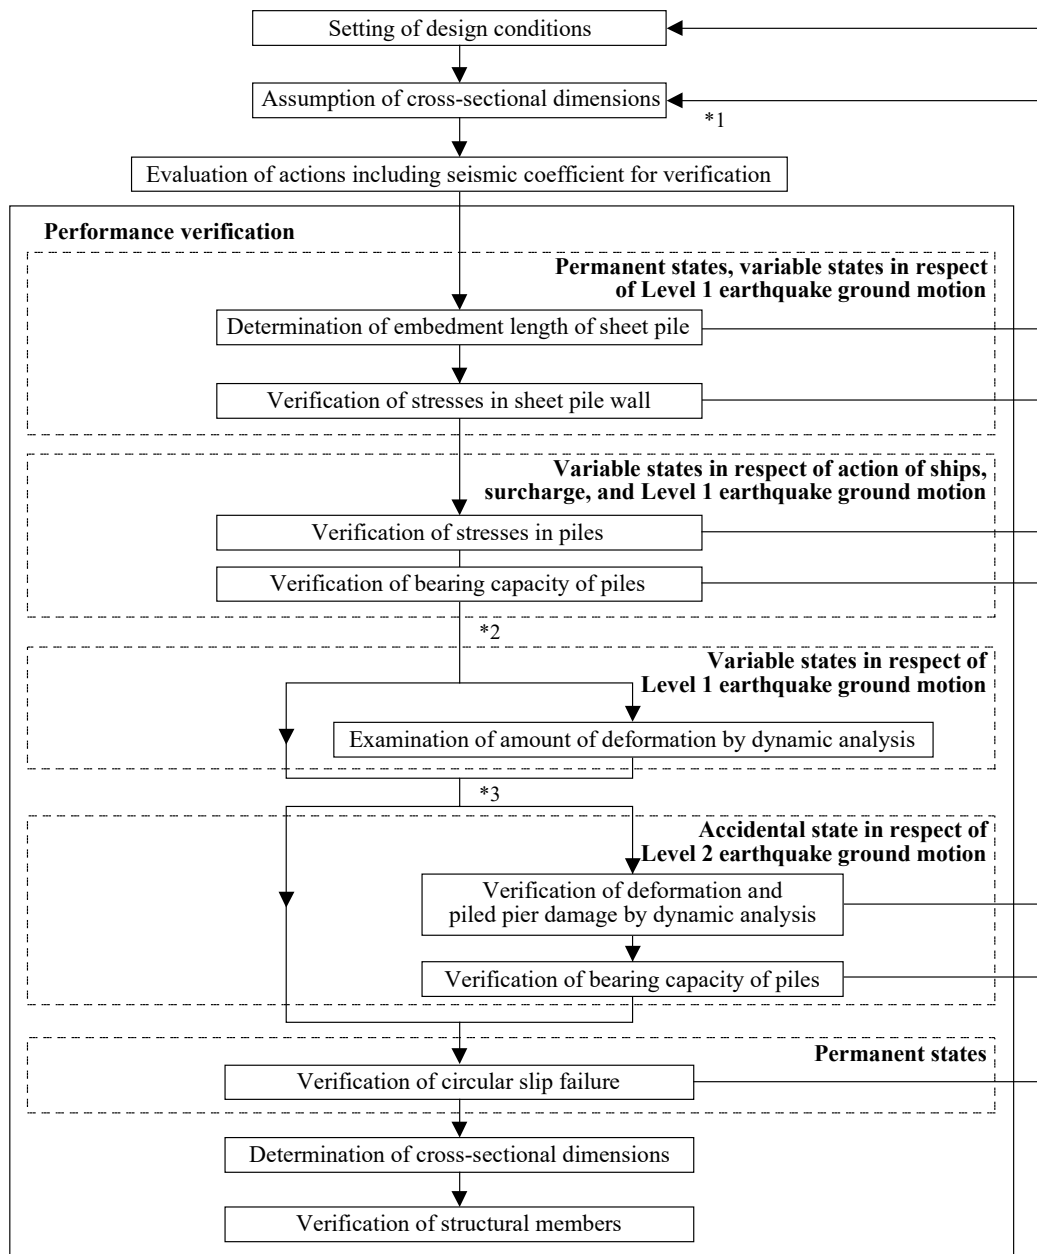 Setting of design conditions
Assumption of cross-sectional dimensions
*1
Evaluation of actions including seismic coefficient for verification
Performance verification
Permanent states, variable states in respect
of Level 1 earthquake ground motion
Determination of embedment length of sheet pile
Verification of stresses in sheet pile wall
Variable states in respect of action of ships,
surcharge, and Level 1 earthquake ground motion
Verification of stresses in piles
Verification of bearing capacity of piles
*2
Variable states in respect of
Level 1 earthquake ground motion
Examination of amount of deformation by dynamic analysis
*3
Accidental state in respect of
Level 2 earthquake ground motion
Verification of deformation and
piled pier damage by dynamic analysis
Verification of bearing capacity of piles
Permanent states
Verification of circular slip failure
Determination of cross-sectional dimensions
Verification of structural members